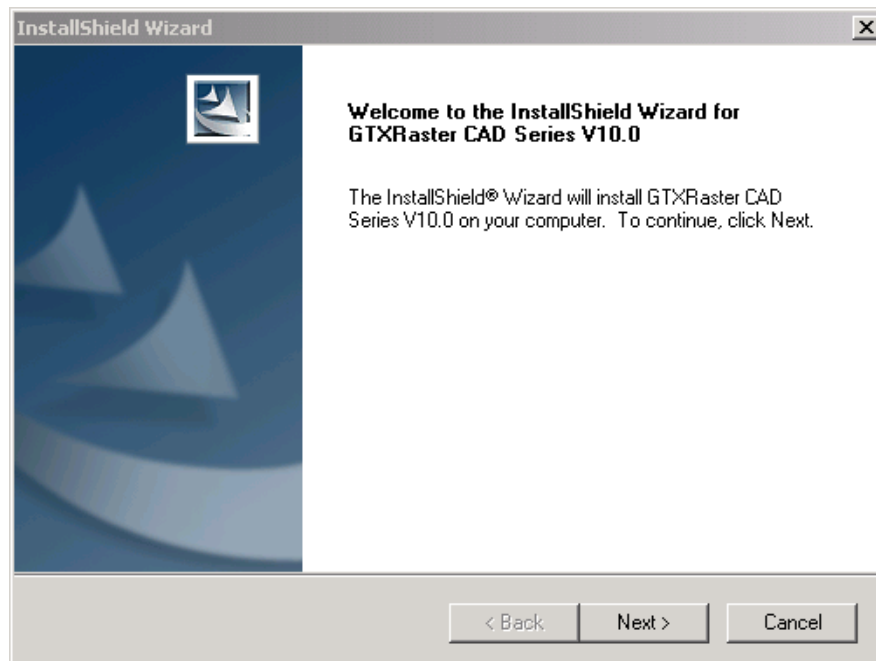 InstallShield Wizard
Welcome to the InstallShield Wizard for
GTXRaster CAD Series V10.0
The InstallShield® Wizard will install GTXRaster CAD
Series V10.0 on your computer.  To continue, click Next.
< Back
Next >
Cancel